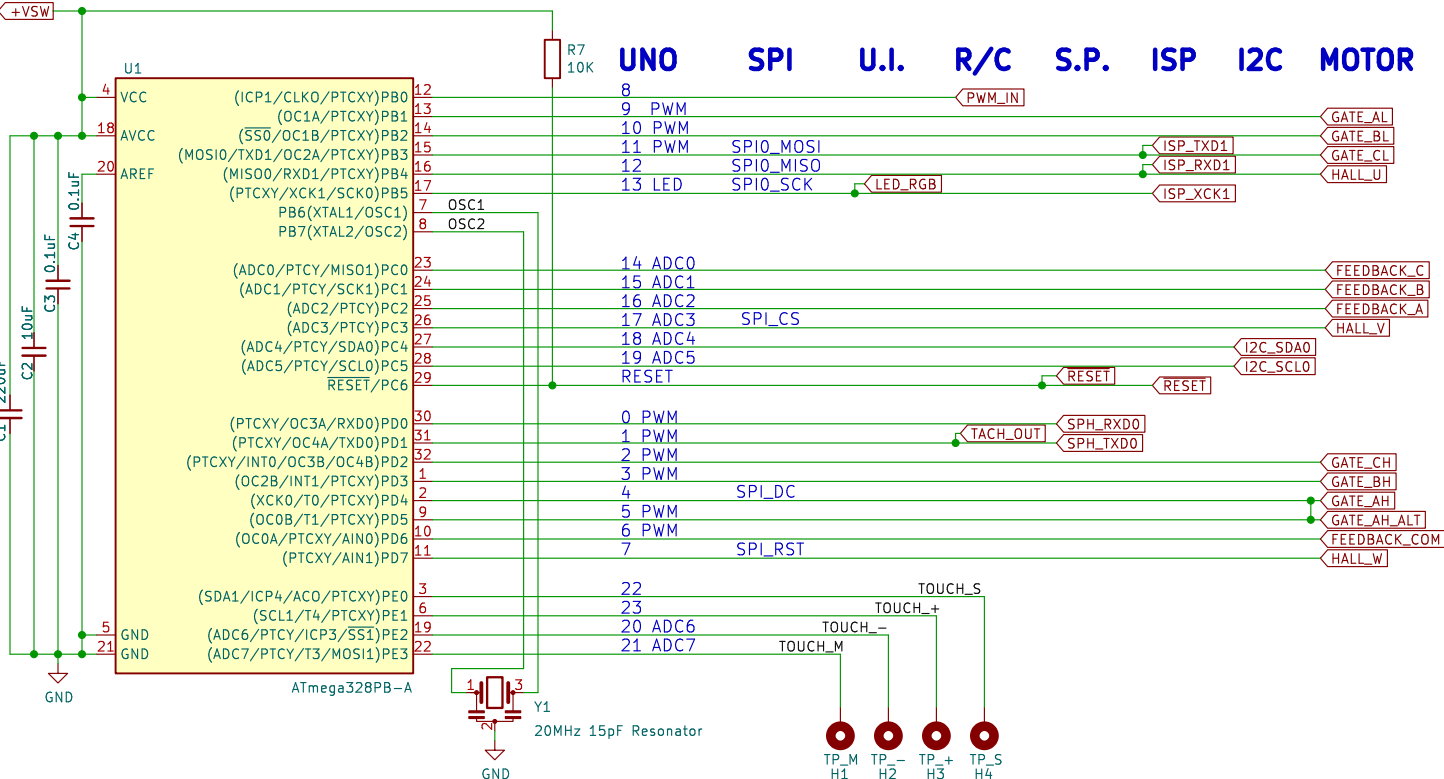 +VSW
R7
10K
UNO SPI U.I. R/C S.P. ISP I2C MOTOR
U1
4 VCC (ICP1/CLKO/PTCXY)PB0 12 8 PWM_IN
(OC1A/PTCXY)PB1 13 9 PWM GATE_AL
18 AVCC (SS0/OC1B/PTCXY)PB2 14 10 PWM GATE_BL
(MOSI0/TXD1/OC2A/PTCXY)PB3 15 11 PWM SPI0_MOSI ISP_TXD1 GATE_CL
20 AREF (MISO0/RXD1/PTCXY)PB4 16 12 SPI0_MISO ISP_RXD1 HALL_U
(PTCXY/XCK1/SCK0)PB5 17 13 LED SPI0_SCK LED_RGB ISP_XCK1
PB6(XTAL1/OSC1) 7 OSC1
PB7(XTAL2/OSC2) 8 OSC2
0.1uF
C4
0.1uF
C3
10uF
C2
220uF
C1
(ADC0/PTCY/MISO1)PC0 23 14 ADC0 FEEDBACK_C
(ADC1/PTCY/SCK1)PC1 24 15 ADC1 FEEDBACK_B
(ADC2/PTCY)PC2 25 16 ADC2 FEEDBACK_A
(ADC3/PTCY)PC3 26 17 ADC3 SPI_CS HALL_V
(ADC4/PTCY/SDA0)PC4 27 18 ADC4 I2C_SDA0
(ADC5/PTCY/SCL0)PC5 28 19 ADC5 I2C_SCL0
RESET/PC6 29 RESET RESET RESET
(PTCXY/OC3A/RXD0)PD0 30 0 PWM SPH_RXD0
(PTCXY/OC4A/TXD0)PD1 31 1 PWM TACH_OUT SPH_TXD0
(PTCXY/INT0/OC3B/OC4B)PD2 32 2 PWM GATE_CH
(OC2B/INT1/PTCXY)PD3 1 3 PWM GATE_BH
(XCK0/T0/PTCXY)PD4 2 4 SPI_DC GATE_AH
(OC0B/T1/PTCXY)PD5 9 5 PWM GATE_AH_ALT
(OC0A/PTCXY/AIN0)PD6 10 6 PWM FEEDBACK_COM
(PTCXY/AIN1)PD7 11 7 SPI_RST HALL_W
(SDA1/ICP4/ACO/PTCXY)PE0 3 22 TOUCH_S
(SCL1/T4/PTCXY)PE1 6 23 TOUCH_+
5 GND (ADC6/PTCY/ICP3/SS1)PE2 19 20 ADC6 TOUCH_-
21 GND (ADC7/PTCY/T3/MOSI1)PE3 22 21 ADC7 TOUCH_M
GND
ATmega328PB-A
1 3
2
Y1
20MHz 15pF Resonator
GND
TP_M TP_- TP_+ TP_S
H1 H2 H3 H4